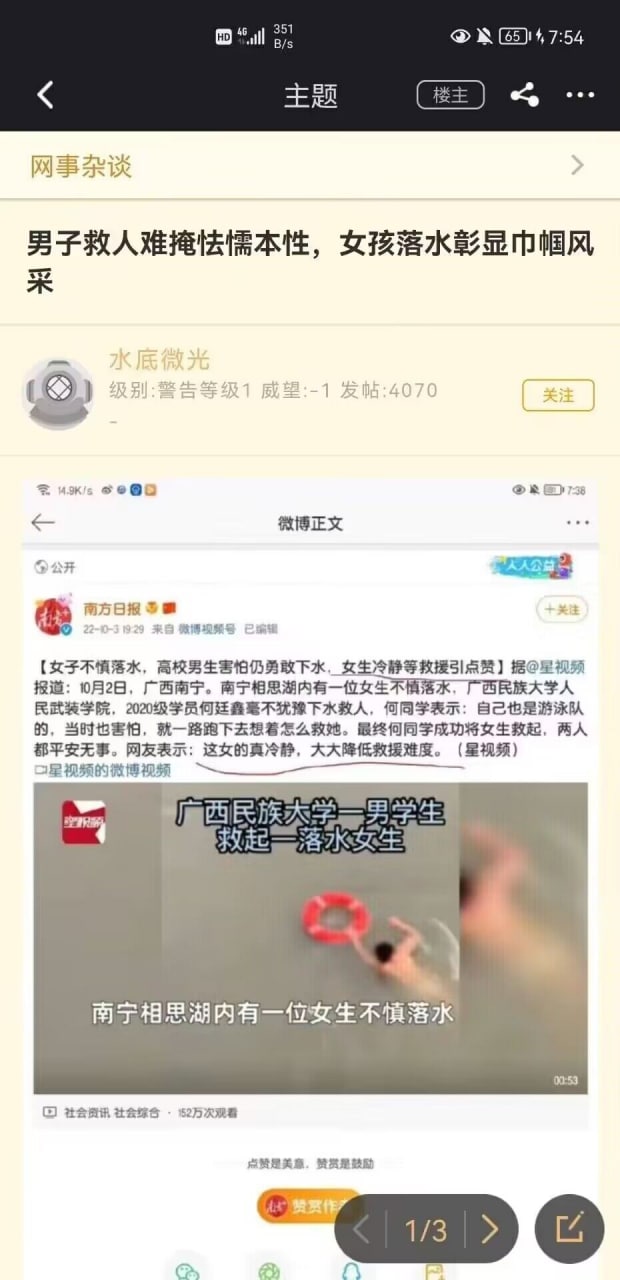 HD 4G 351 B/s 65 7:54
主题
楼主
网事杂谈
男子救人难掩怯懦本性，女孩落水彰显巾帼风
采
水底微光
级别:警告等级1 威望:-1 发帖:4070
-
关注
14.9K/s 7:38
微博正文
公开
人人公益
南方日报
22-10-3 19:29 来自 微博视频号 已编辑
+关注
【女子不慎落水，高校男生害怕仍勇敢下水，女生冷静等救援引点赞】据@星视频
报道：10月2日，广西南宁。南宁相思湖内有一位女生不慎落水，广西民族大学人
民武装学院，2020级学员何廷鑫毫不犹豫下水救人，何同学表示：自己也是游泳队
的，当时也害怕，就一路跑下去想着怎么救她。最终何同学成功将女生救起，两人
都平安无事。网友表示：这女的真冷静，大大降低救援难度。（星视频）
星视频的微博视频
星视频
广西民族大学一男学生
救起一落水女生
南宁相思湖内有一位女生不慎落水
00:53
社会资讯 社会综合 · 152万次观看
点赞是美意，赞赏是鼓励
赞赏作
1/3